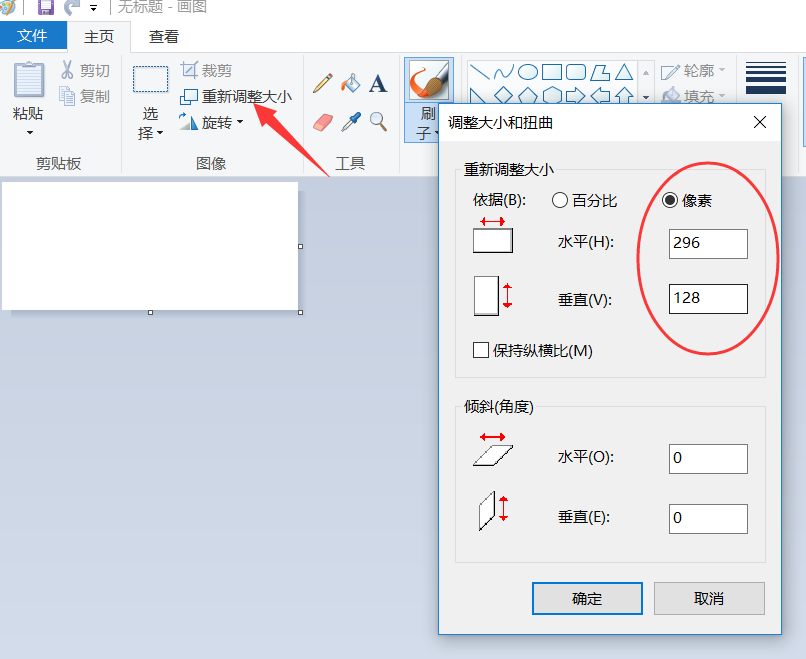 无标题 - 画图
文件
主页
查看
粘贴
剪切
复制
剪贴板
选
择
裁剪
重新调整大小
旋转
图像
A
工具
刷
子
轮廓
填充
调整大小和扭曲
重新调整大小
依据(B):
百分比
像素
水平(H):
296
垂直(V):
128
保持纵横比(M)
倾斜(角度)
水平(O):
0
垂直(E):
0
确定
取消